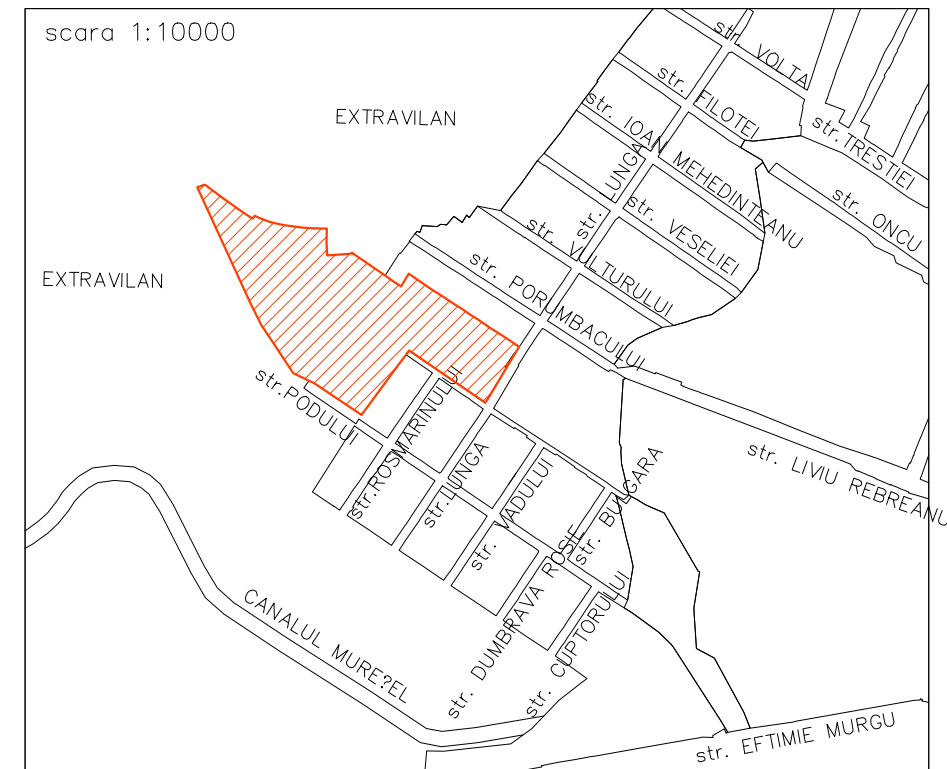 scara 1:10000
str. VOLTA
str. FILOTEI
EXTRAVILAN
str. IOAN MEHEDINTEANU
str.TRESTIEI
str. LUNGA
str. ONCU
str. VESELIEI
str. VULTURULUI
EXTRAVILAN
str. PORUMBACULUI
str.PODULUI
str.ROSMARINULUI
str.LUNGA
str. VADULUI
str. BULGARA
str. LIVIU REBREANU
str. DUMBRAVA ROSIE
str. CUPTORULUI
CANALUL MURE?EL
str. EFTIMIE MURGU